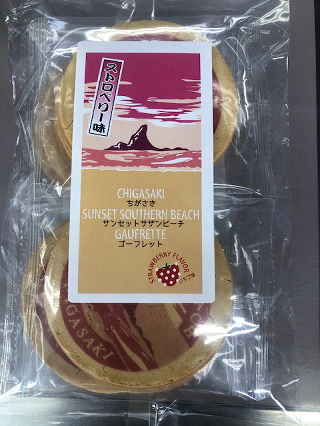 ストロベリー味
CHIGASAKI
ちがさき
SUNSET SOUTHERN BEACH
サンセットサザンビーチ
GAUFRETTE
ゴーフレット
STRAWBERRY FLAVOR
CHIGASAKI